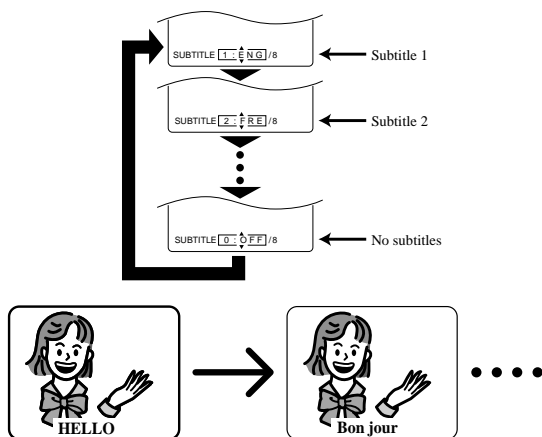 SUBTITLE 1 : ENG /8
Subtitle 1
SUBTITLE 2 : FRE /8
Subtitle 2
SUBTITLE 0 : OFF /8
No subtitles
HELLO
Bon jour